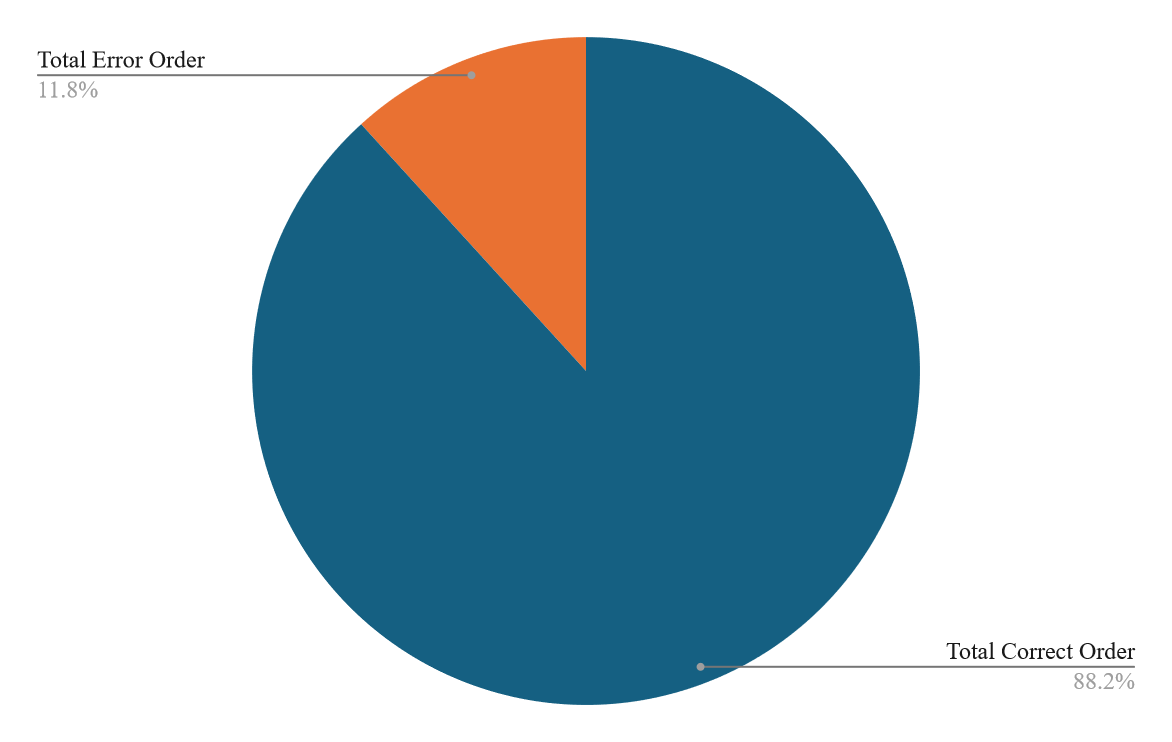 Total Error Order
11.8%
Total Correct Order
88.2%